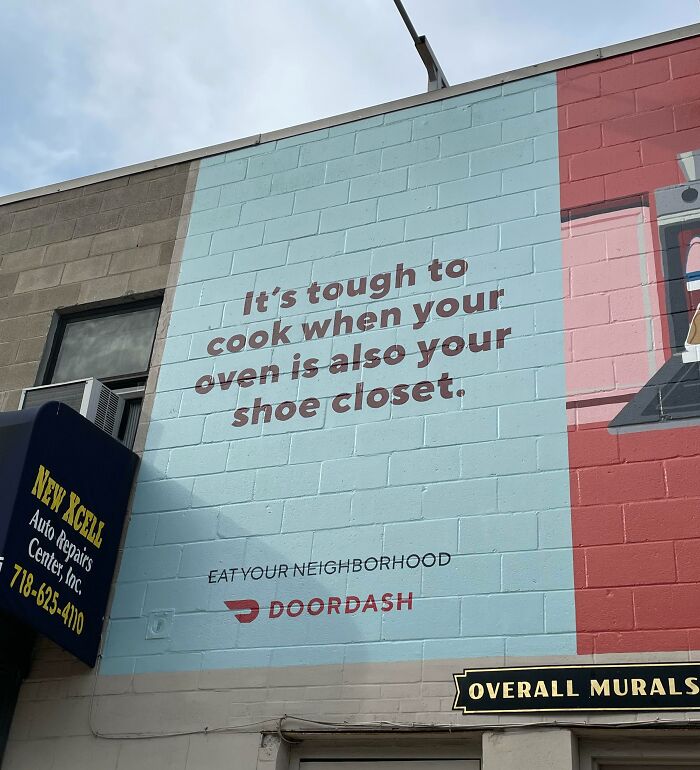 It's tough to
cook when your
oven is also your
shoe closet.
EAT YOUR NEIGHBORHOOD
DOORDASH
NEW XCELL
Auto Repairs
Center, Inc.
718-625-4110
OVERALL MURALS